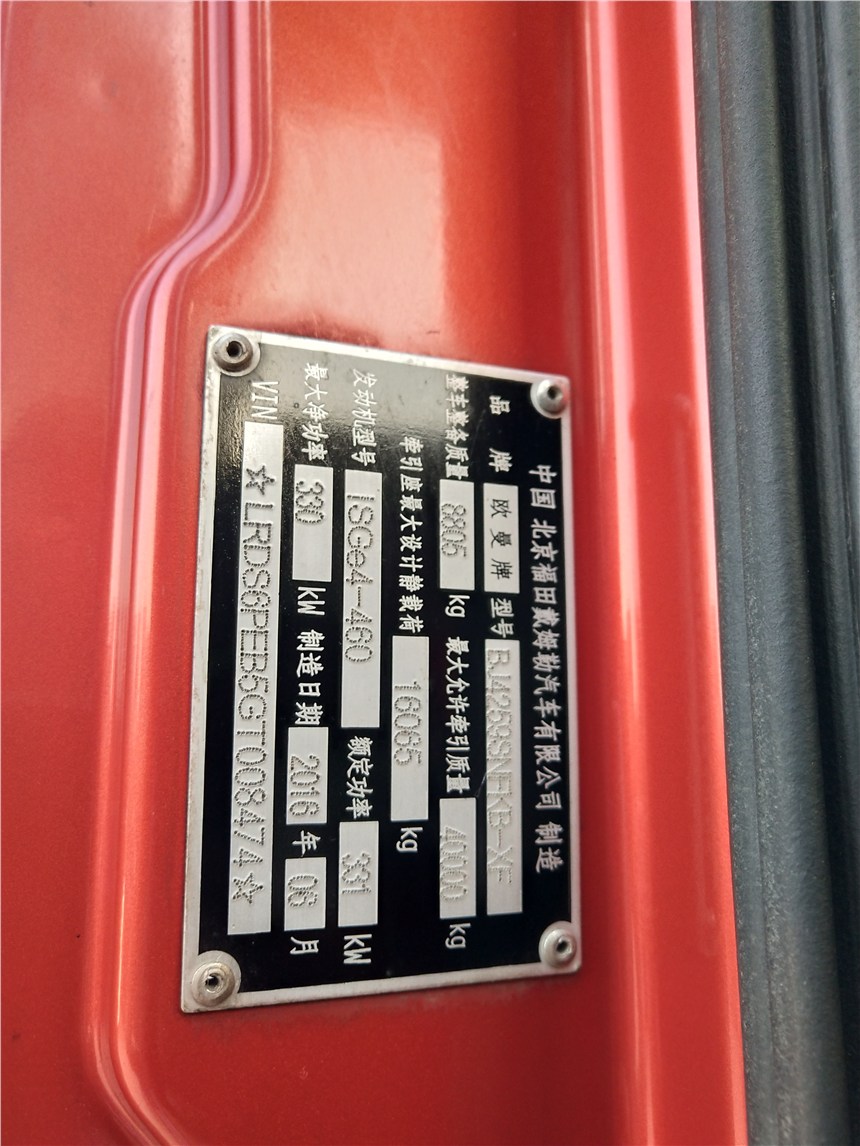 中国 北京福田戴姆勒汽车有限公司 制造
品 牌 欧曼牌 型号 BJ4259SNFKB-XF
整车整备质量 8805 kg 最大允许牵引质量 40000 kg
牵引座最大设计静载荷 16065 kg
发动机型号 ISGe4-460 额定功率 331 kW
最大净功率 330 kW 制造日期 2016 年 06 月
VIN ☆LRDS6PEB5GT008474☆